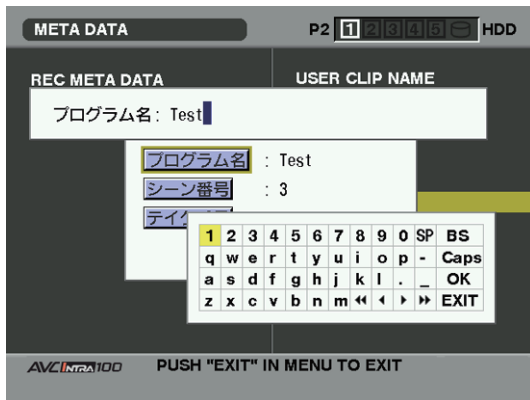 META DATA
P2 1 2 3 4 5 HDD
REC META DATA
USER CLIP NAME
プログラム名: Test
プログラム名 : Test
シーン番号 : 3
テイク
1 2 3 4 5 6 7 8 9 0 SP BS
q w e r t y u i o p - Caps
a s d f g h j k l . _ OK
z x c v b n m EXIT
AVC INTRA 100
PUSH "EXIT" IN MENU TO EXIT